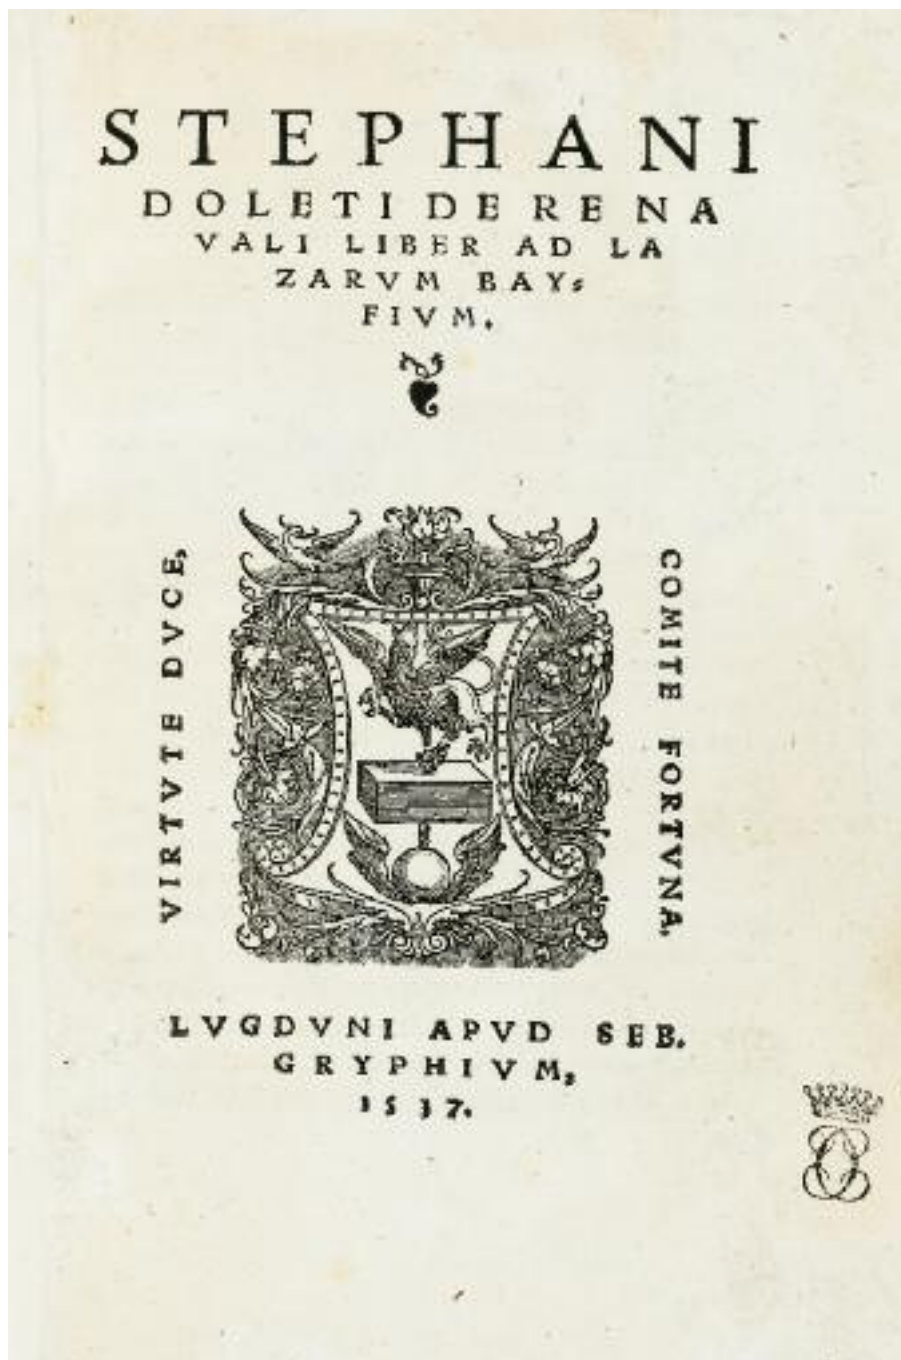 STEPHANI
DOLETI DE RE NA
VALI LIBER AD LA
ZARVM BAY⸗
FIVM.
VIRTVTE DVCE,
COMITE FORTVNA.
LVGDVNI APVD SEB.
GRYPHIVM,
1537.